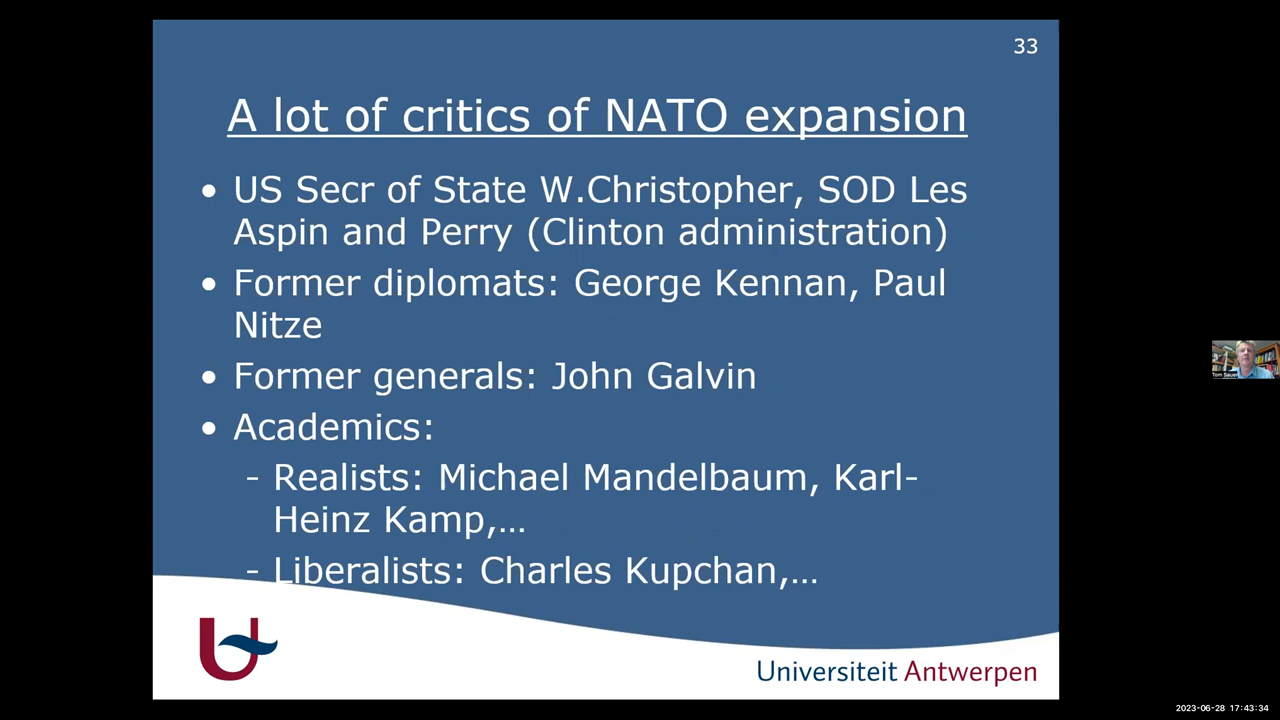 33
A lot of critics of NATO expansion
• US Secr of State W.Christopher, SOD Les
Aspin and Perry (Clinton administration)
• Former diplomats: George Kennan, Paul
Nitze
• Former generals: John Galvin
• Academics:
- Realists: Michael Mandelbaum, Karl-
Heinz Kamp,...
- Liberalists: Charles Kupchan,...
Universiteit Antwerpen
Tom Sauer
2023-06-28 17:43:34